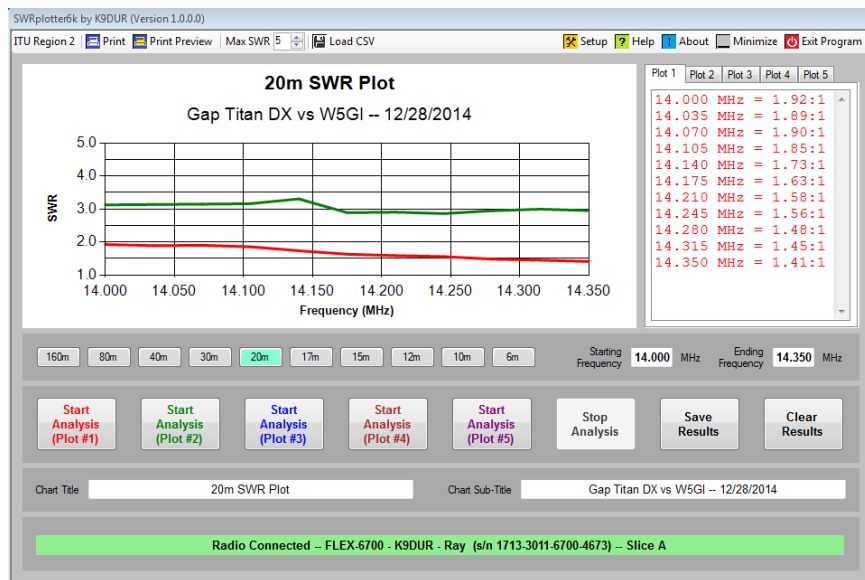 SWRplotter6k by K9DUR (Version 1.0.0.0)
ITU Region 2 Print Print Preview Max SWR 5 Load CSV Setup ? Help i About Minimize Exit Program
20m SWR Plot
Gap Titan DX vs W5GI -- 12/28/2014
5.0
4.0
3.0
2.0
1.0
SWR
14.000 14.050 14.100 14.150 14.200 14.250 14.300 14.350
Frequency (MHz)
Plot 1 Plot 2 Plot 3 Plot 4 Plot 5
14.000 MHz = 1.92:1
14.035 MHz = 1.89:1
14.070 MHz = 1.90:1
14.105 MHz = 1.85:1
14.140 MHz = 1.73:1
14.175 MHz = 1.63:1
14.210 MHz = 1.58:1
14.245 MHz = 1.56:1
14.280 MHz = 1.48:1
14.315 MHz = 1.45:1
14.350 MHz = 1.41:1
160m 80m 40m 30m 20m 17m 15m 12m 10m 6m
Starting
Frequency
14.000 MHz
Ending
Frequency
14.350 MHz
Start
Analysis
(Plot #1)
Start
Analysis
(Plot #2)
Start
Analysis
(Plot #3)
Start
Analysis
(Plot #4)
Start
Analysis
(Plot #5)
Stop
Analysis
Save
Results
Clear
Results
Chart Title 20m SWR Plot
Chart Sub-Title Gap Titan DX vs W5GI -- 12/28/2014
Radio Connected -- FLEX-6700 - K9DUR - Ray (s/n 1713-3011-6700-4673) -- Slice A